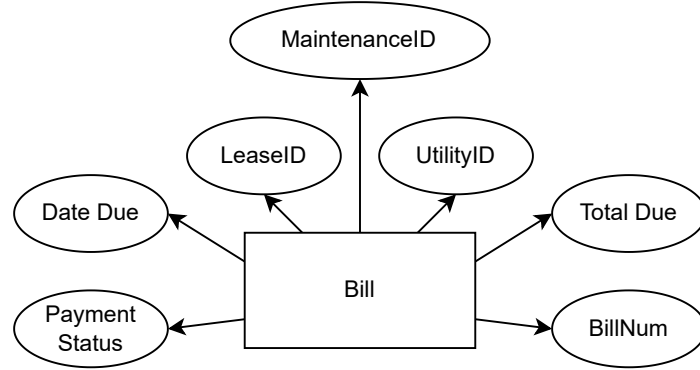 MaintenanceID
LeaseID
UtilityID
Date Due
Total Due
Bill
Payment
Status
BillNum